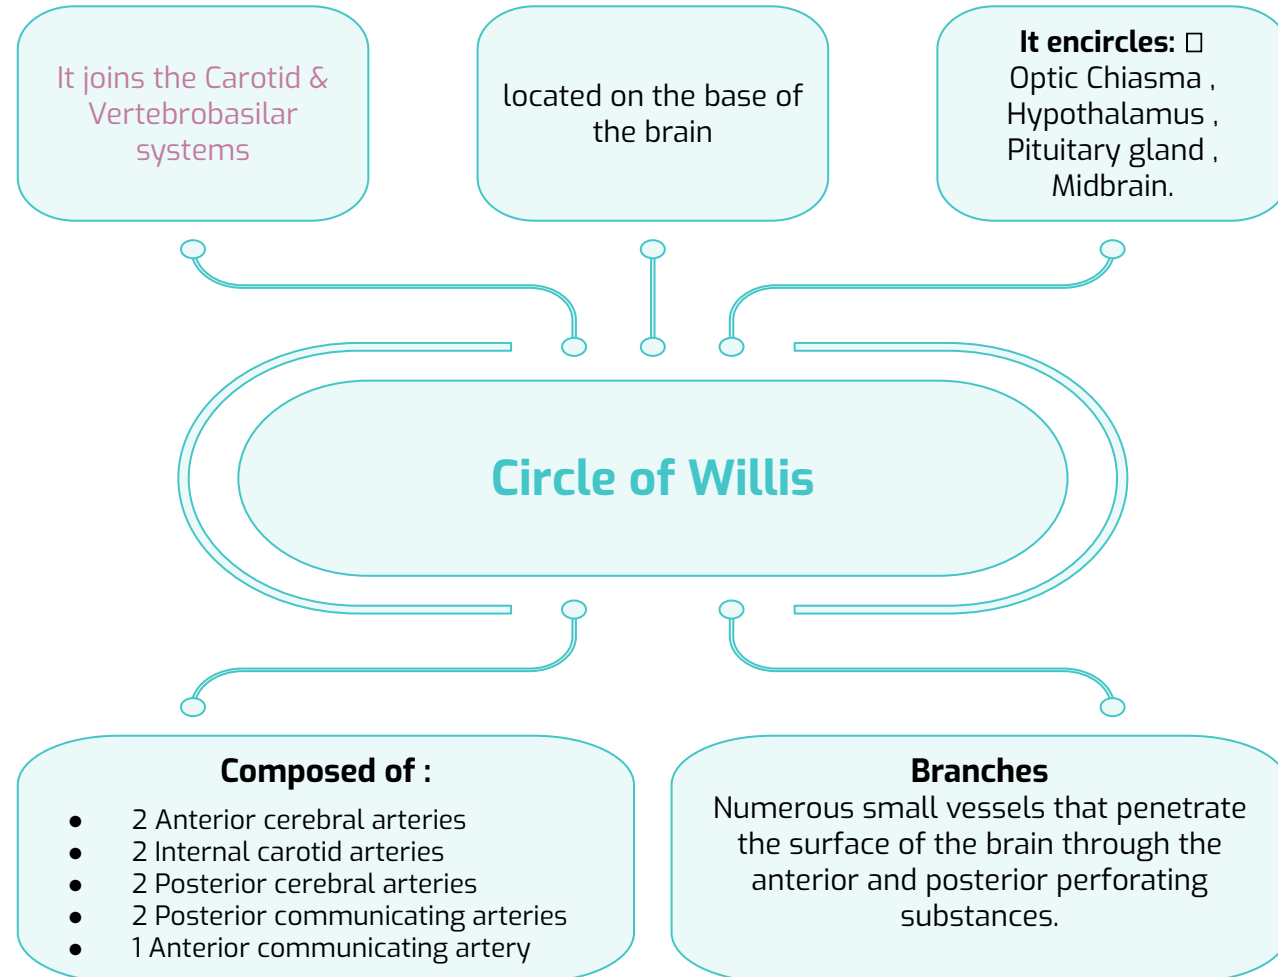 It joins the Carotid &
Vertebrobasilar
systems
located on the base of
the brain
It encircles: □
Optic Chiasma ,
Hypothalamus ,
Pituitary gland ,
Midbrain.
Circle of Willis
Composed of :
● 2 Anterior cerebral arteries
● 2 Internal carotid arteries
● 2 Posterior cerebral arteries
● 2 Posterior communicating arteries
● 1 Anterior communicating artery
Branches
Numerous small vessels that penetrate
the surface of the brain through the
anterior and posterior perforating
substances.